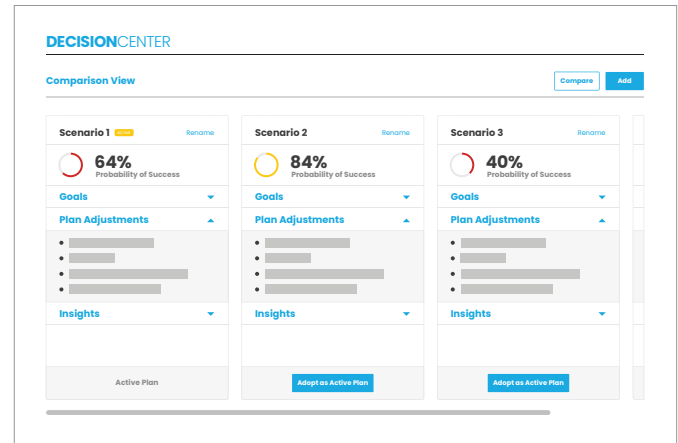 DECISIONCENTER
Comparison View
Compare
Add
Scenario 1
Rename
64%
Probability of Success
Goals
Plan Adjustments
Insights
Active Plan
Scenario 2
Rename
84%
Probability of Success
Goals
Plan Adjustments
Insights
Adopt as Active Plan
Scenario 3
Rename
40%
Probability of Success
Goals
Plan Adjustments
Insights
Adopt as Active Plan